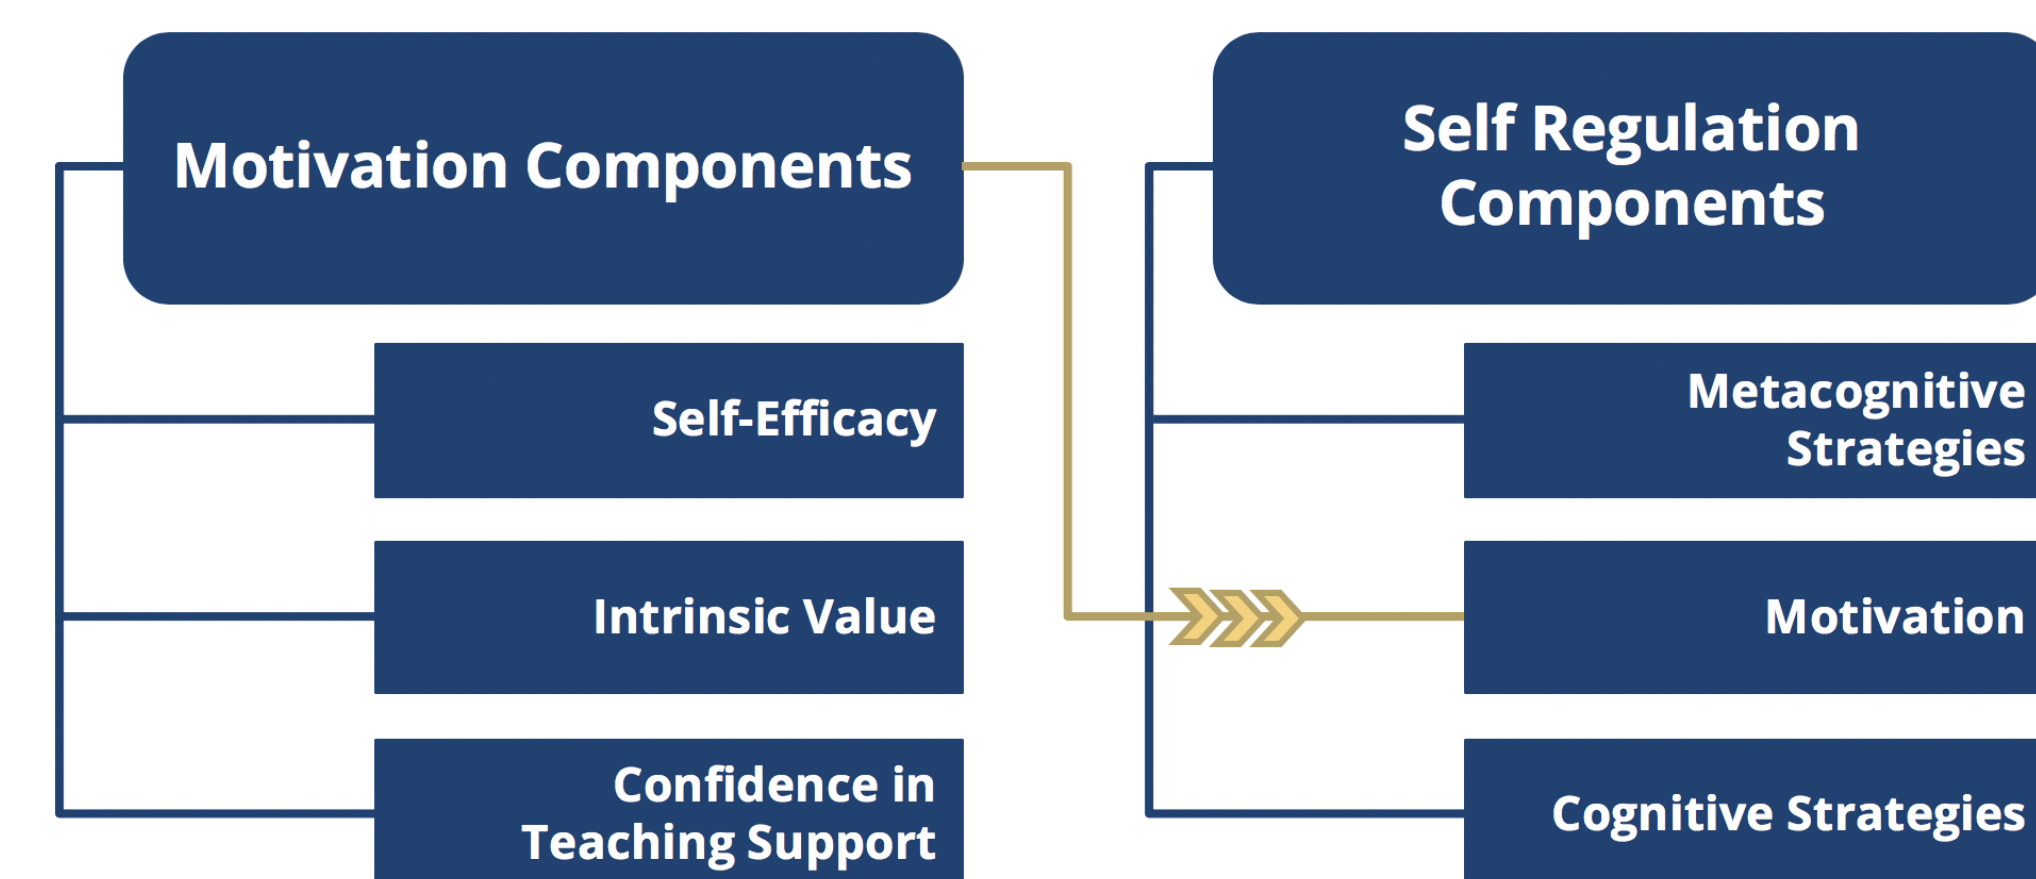 Motivation Components
Self-Efficacy
Intrinsic Value
Confidence in
Teaching Support
Self Regulation
Components
Metacognitive
Strategies
Motivation
Cognitive Strategies